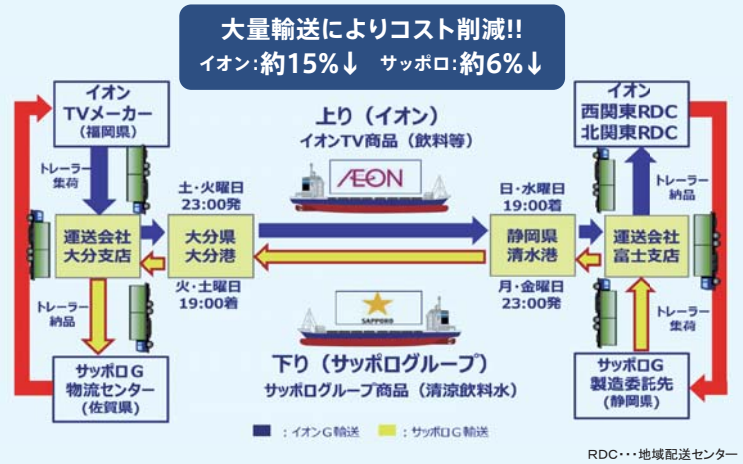 大量輸送によりコスト削減!!
イオン:約15%↓ サッポロ:約6%↓
イオン
TVメーカー
(福岡県)
上り(イオン)
イオンTV商品(飲料等)
イオン
西関東RDC
北関東RDC
トレーラー
集荷
ÆON
トレーラー
納品
土・火曜日
23:00発
日・水曜日
19:00着
運送会社
大分支店
大分県
大分港
静岡県
清水港
運送会社
富士支店
火・土曜日
19:00着
月・金曜日
23:00発
トレーラー
納品
SAPPORO
トレーラー
集荷
下り(サッポログループ)
サッポログループ商品(清涼飲料水)
サッポロG
物流センター
(佐賀県)
サッポロG
製造委託先
(静岡県)
:イオンG輸送 :サッポロG輸送
RDC・・・地域配送センター